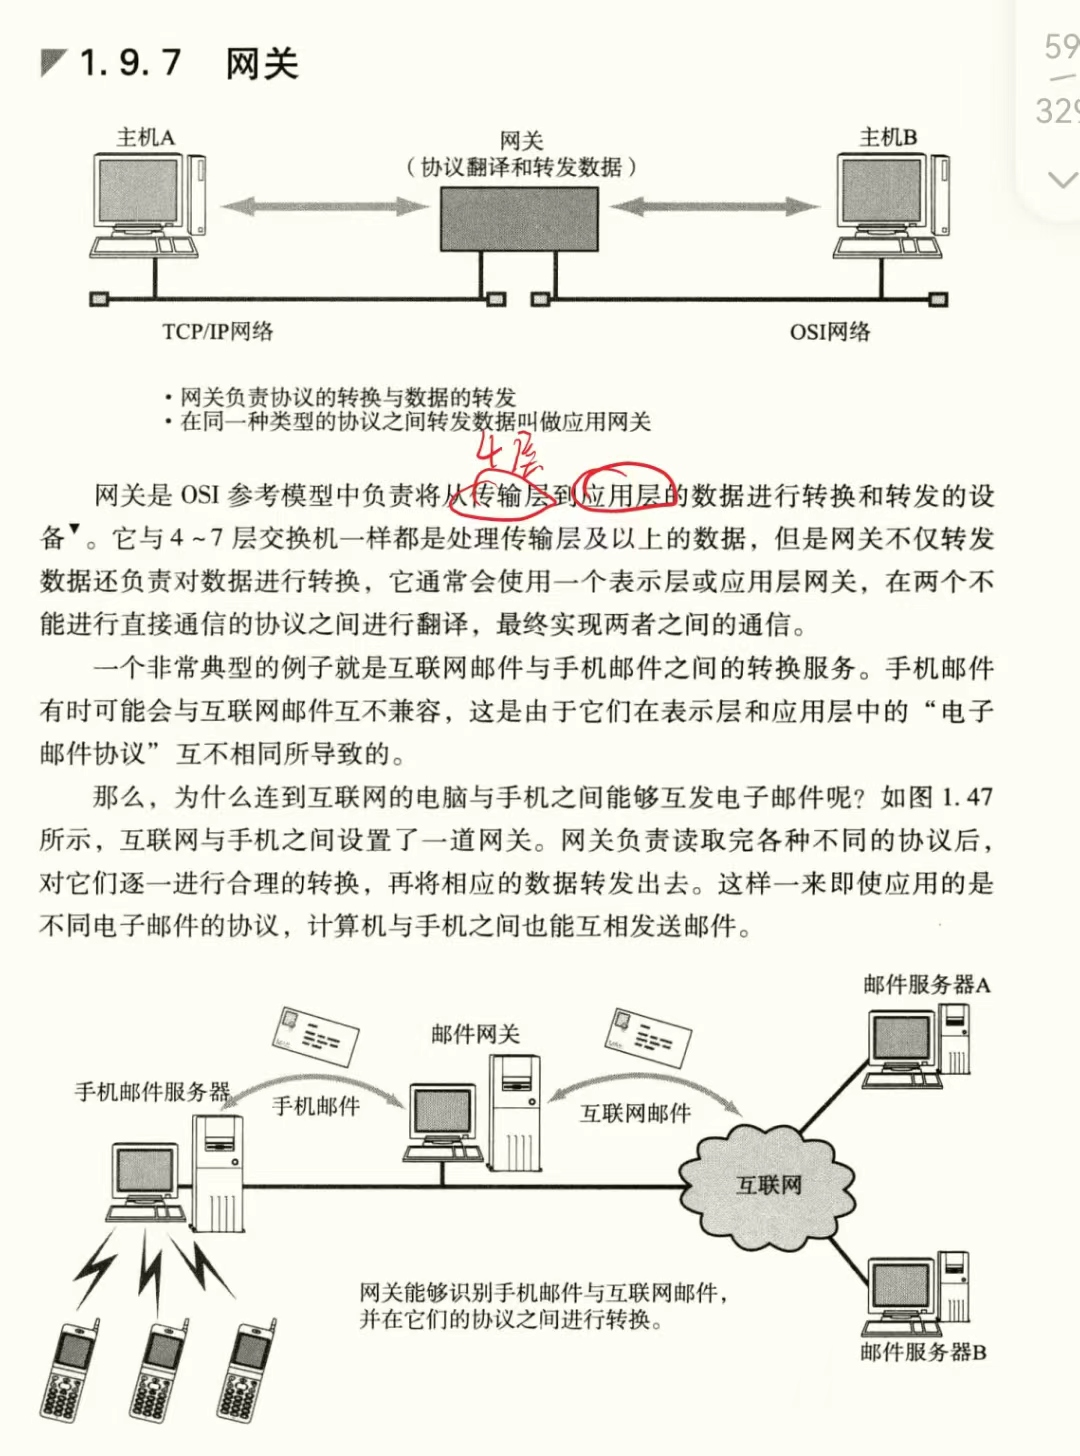 1.9.7 网关
59
329
主机A
网关
(协议翻译和转发数据)
主机B
TCP/IP网络
OSI网络
·网关负责协议的转换与数据的转发
·在同一种类型的协议之间转发数据叫做应用网关
4层
网关是 OSI 参考模型中负责将从传输层到应用层的数据进行转换和转发的设
备▼。它与 4 ~ 7 层交换机一样都是处理传输层及以上的数据，但是网关不仅转发
数据还负责对数据进行转换，它通常会使用一个表示层或应用层网关，在两个不
能进行直接通信的协议之间进行翻译，最终实现两者之间的通信。
一个非常典型的例子就是互联网邮件与手机邮件之间的转换服务。手机邮件
有时可能会与互联网邮件互不兼容，这是由于它们在表示层和应用层中的“电子
邮件协议”互不相同所导致的。
那么，为什么连到互联网的电脑与手机之间能够互发电子邮件呢？如图 1.47
所示，互联网与手机之间设置了一道网关。网关负责读取完各种不同的协议后，
对它们逐一进行合理的转换，再将相应的数据转发出去。这样一来即使应用的是
不同电子邮件的协议，计算机与手机之间也能互相发送邮件。
邮件服务器A
邮件网关
手机邮件服务器
手机邮件
互联网邮件
互联网
网关能够识别手机邮件与互联网邮件，
并在它们的协议之间进行转换。
邮件服务器B